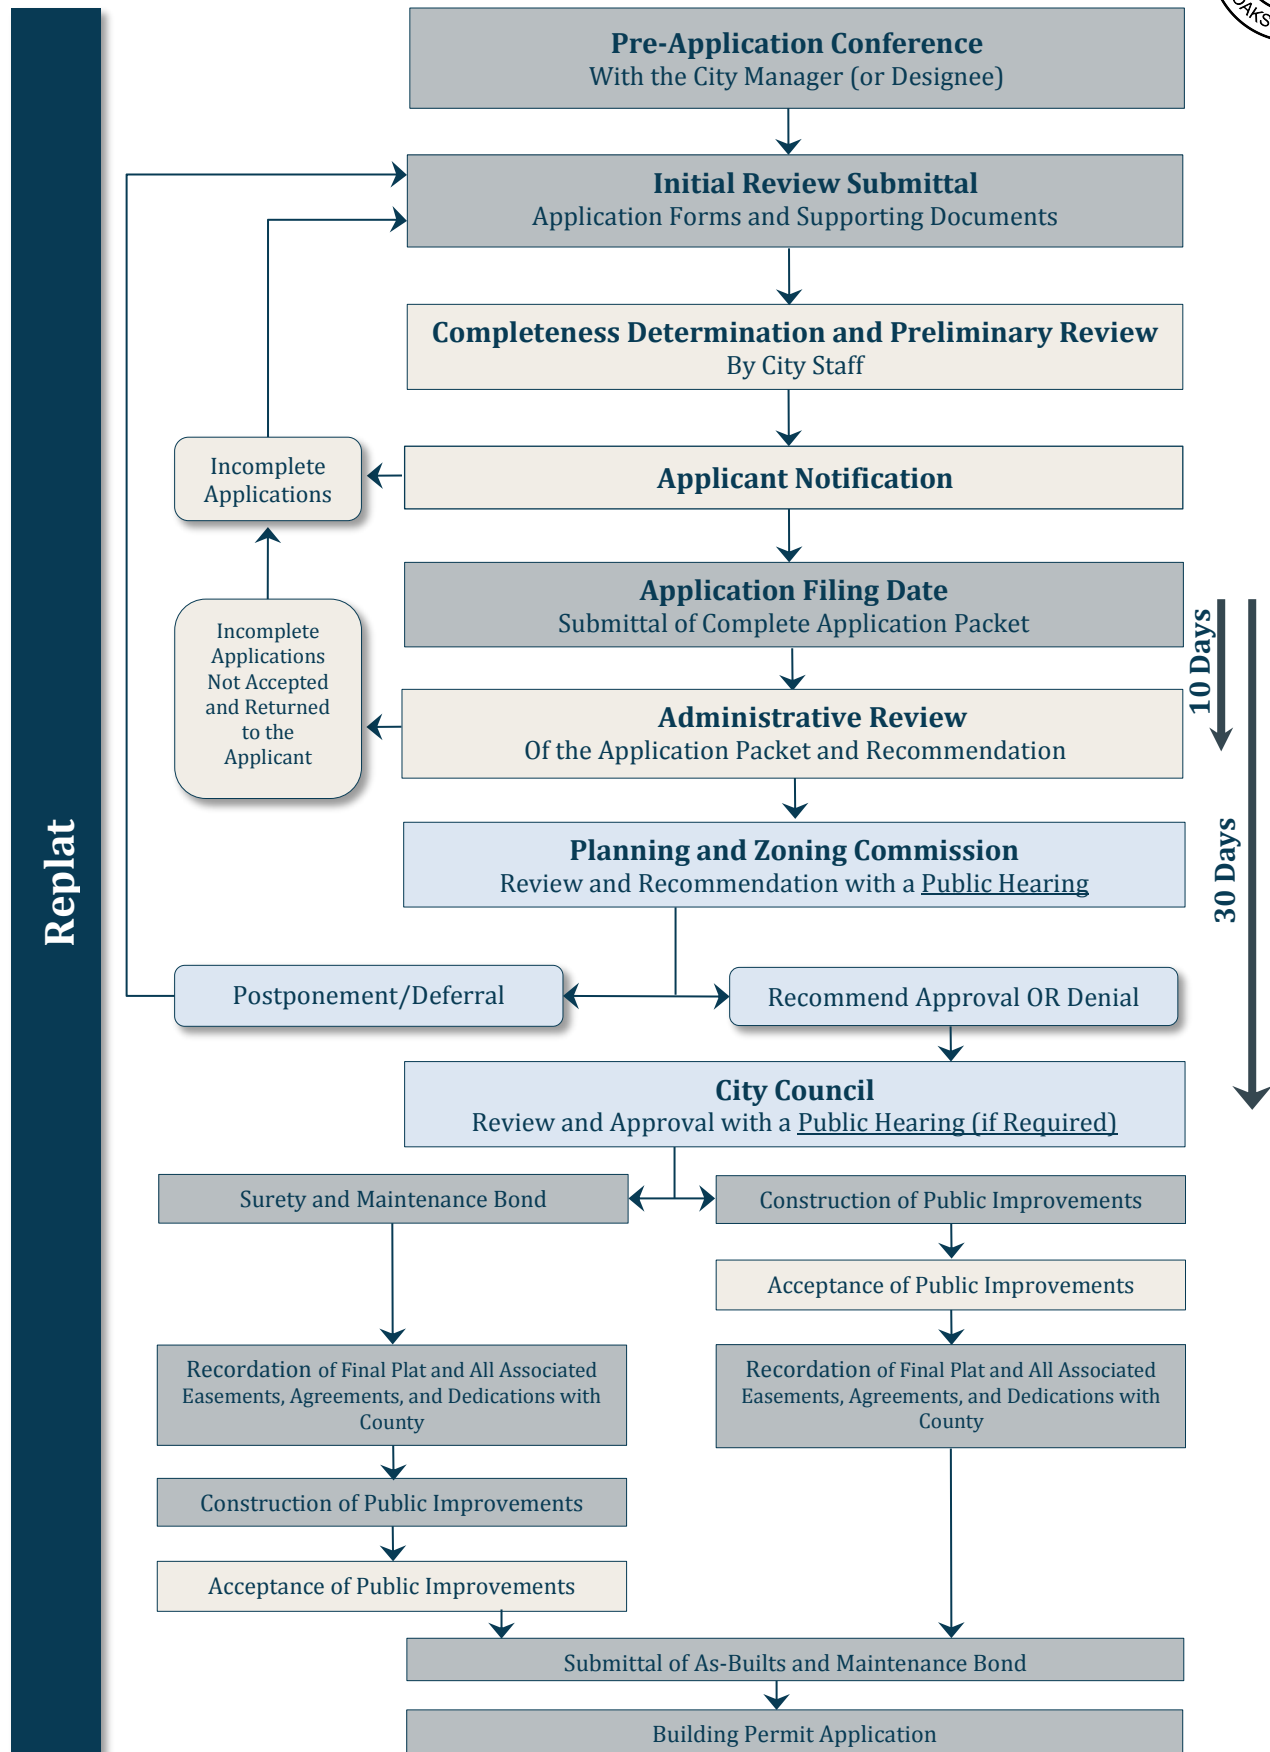 OAKS
Pre-Application Conference
With the City Manager (or Designee)
Initial Review Submittal
Application Forms and Supporting Documents
Completeness Determination and Preliminary Review
By City Staff
Incomplete
Applications
Applicant Notification
Application Filing Date
Submittal of Complete Application Packet
10 Days
Incomplete
Applications
Not Accepted
and Returned
to the
Applicant
Administrative Review
Of the Application Packet and Recommendation
Replat
30 Days
Planning and Zoning Commission
Review and Recommendation with a Public Hearing
Postponement/Deferral
Recommend Approval OR Denial
City Council
Review and Approval with a Public Hearing (if Required)
Surety and Maintenance Bond
Construction of Public Improvements
Acceptance of Public Improvements
Recordation of Final Plat and All Associated
Easements, Agreements, and Dedications with
County
Recordation of Final Plat and All Associated
Easements, Agreements, and Dedications with
County
Construction of Public Improvements
Acceptance of Public Improvements
Submittal of As-Builts and Maintenance Bond
Building Permit Application